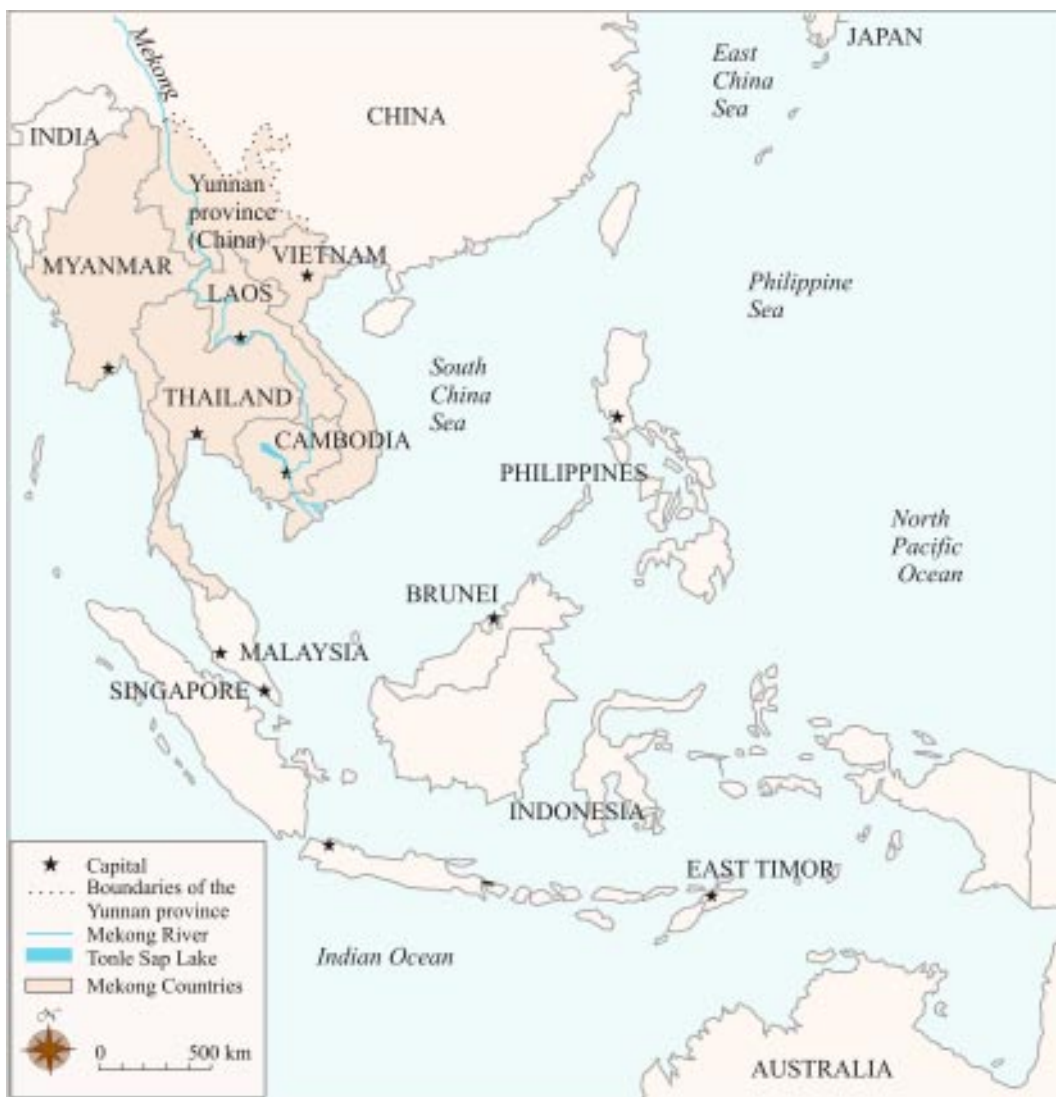 JAPAN
East
China
Sea
Mekong
CHINA
INDIA
Yunnan
province
(China)
VIETNAM
MYANMAR
LAOS
Philippine
Sea
South
China
Sea
THAILAND
CAMBODIA
PHILIPPINES
North
Pacific
Ocean
BRUNEI
MALAYSIA
SINGAPORE
INDONESIA
EAST TIMOR
Indian Ocean
AUSTRALIA
Capital
Boundaries of the
Yunnan province
Mekong River
Tonle Sap Lake
Mekong Countries
N
0 500 km